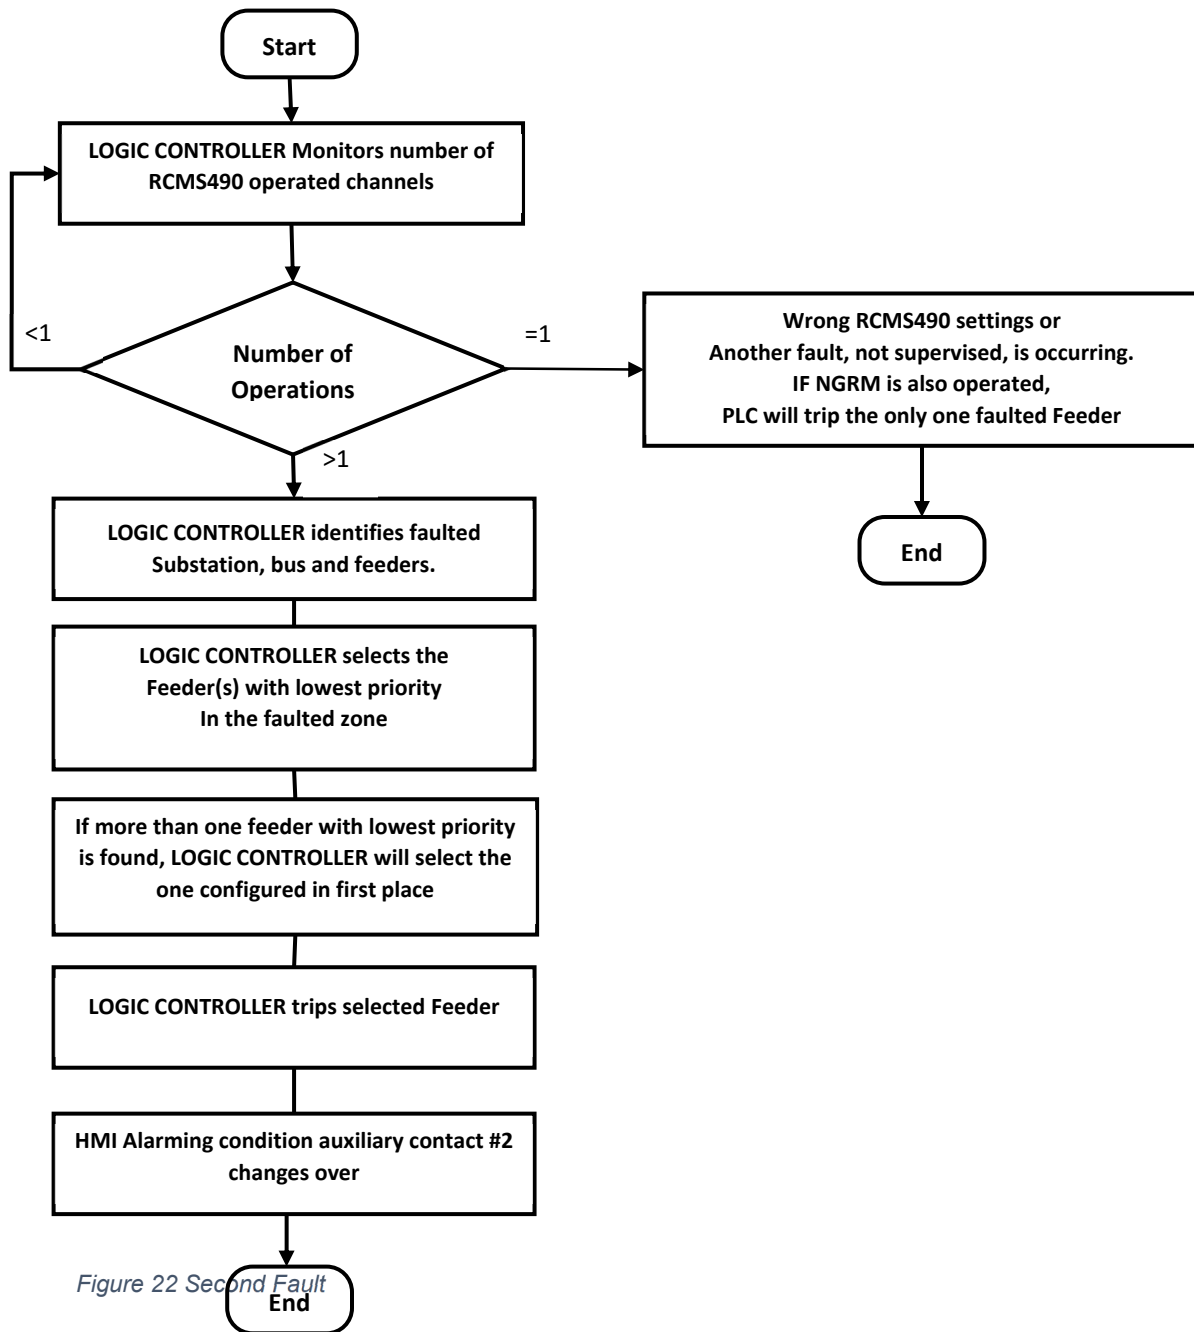 Start
LOGIC CONTROLLER Monitors number of
RCMS490 operated channels
<1
Number of
Operations
=1
>1
Wrong RCMS490 settings or
Another fault, not supervised, is occurring.
IF NGRM is also operated,
PLC will trip the only one faulted Feeder
End
LOGIC CONTROLLER identifies faulted
Substation, bus and feeders.
LOGIC CONTROLLER selects the
Feeder(s) with lowest priority
In the faulted zone
If more than one feeder with lowest priority
is found, LOGIC CONTROLLER will select the
one configured in first place
LOGIC CONTROLLER trips selected Feeder
HMI Alarming condition auxiliary contact #2
changes over
Figure 22 Second Fault
End